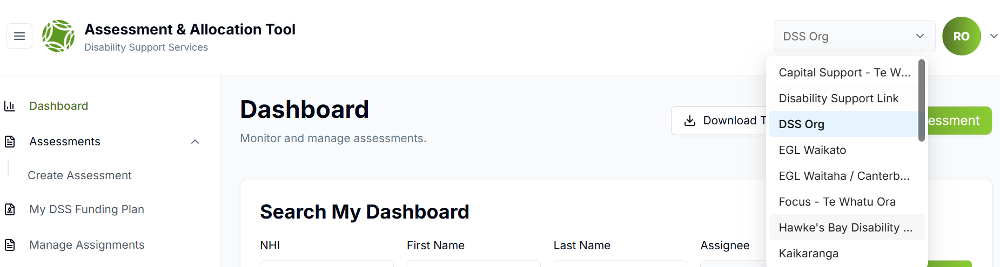 Assessment & Allocation Tool
Disability Support Services
DSS Org
RO
Capital Support - Te W...
Disability Support Link
DSS Org
EGL Waikato
EGL Waitaha / Canterb...
Focus - Te Whatu Ora
Hawke's Bay Disability ...
Kaikaranga
Dashboard
Assessments
Create Assessment
My DSS Funding Plan
Manage Assignments
Dashboard
Monitor and manage assessments.
Download T
essment
Search My Dashboard
NHI First Name Last Name Assignee